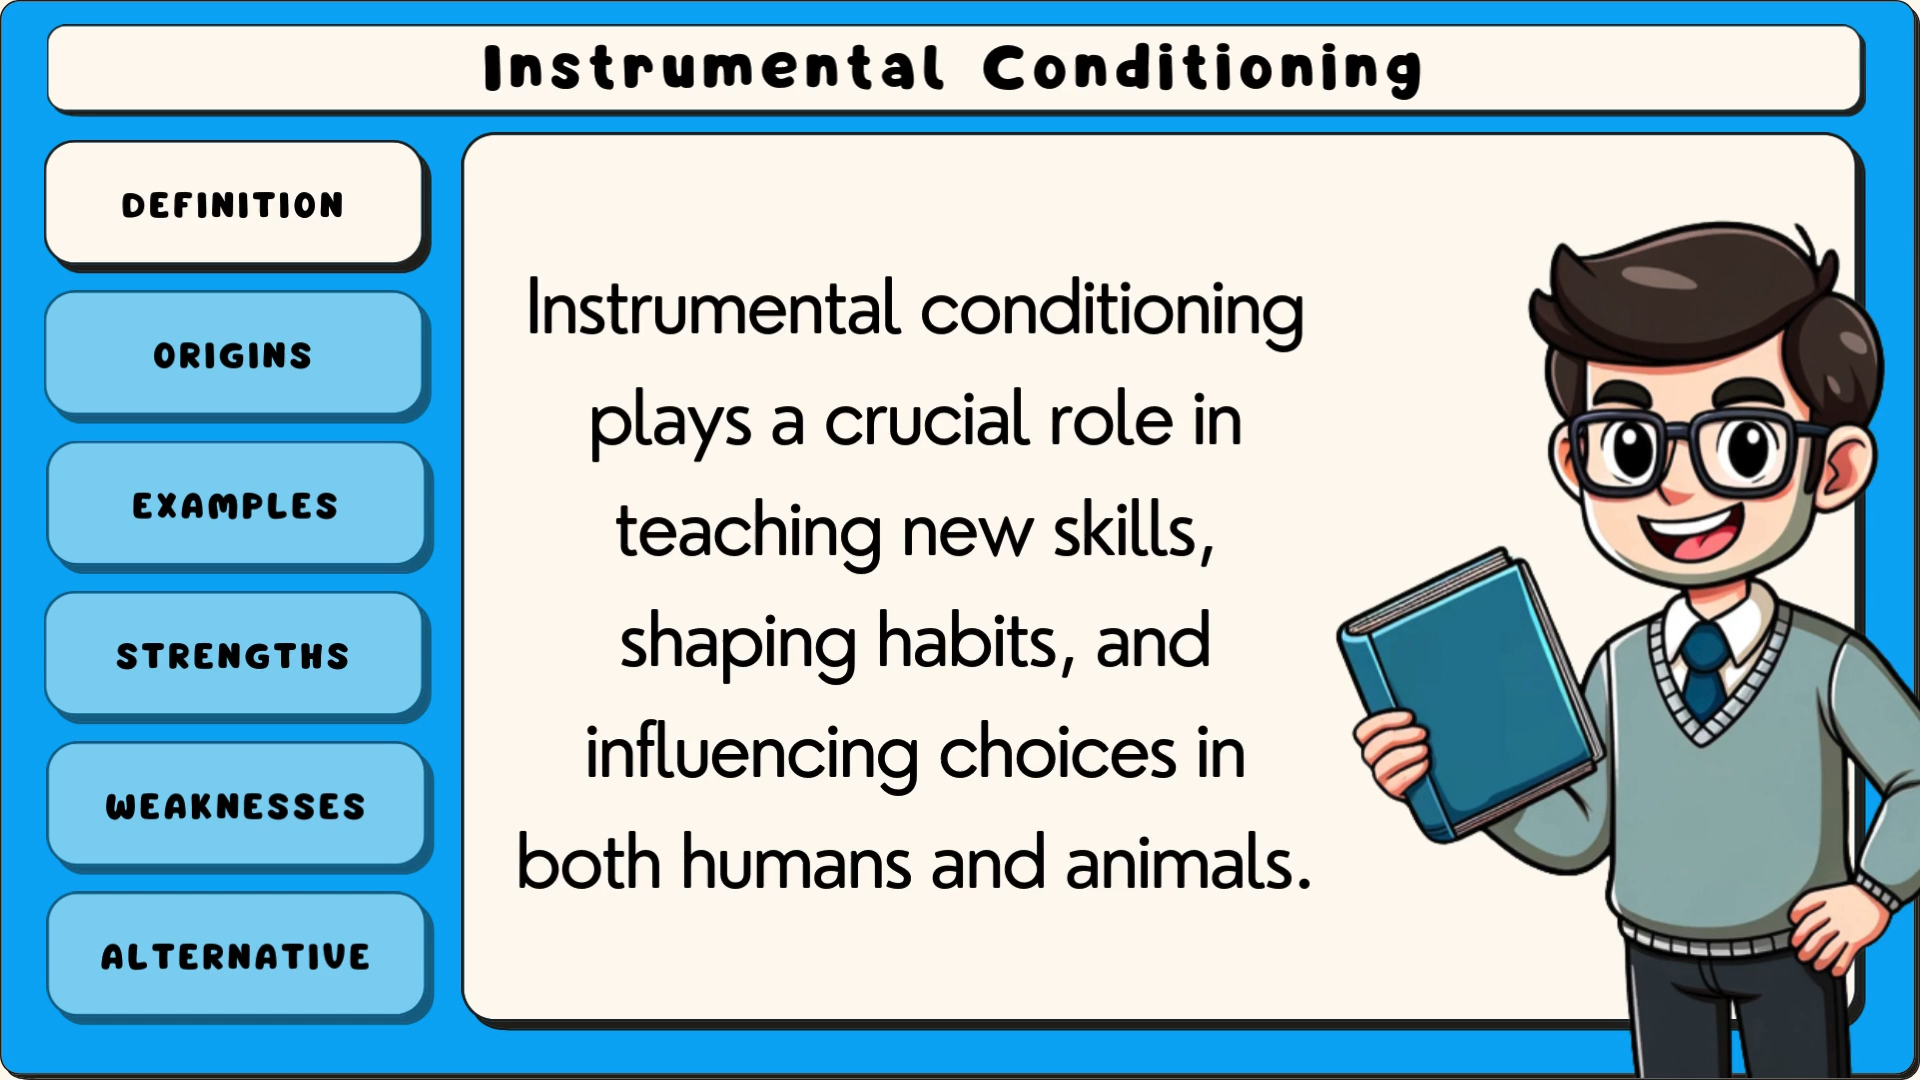 Instrumental Conditioning
DEFINITION
ORIGINS
EXAMPLES
STRENGTHS
WEAKNESSES
ALTERNATIVE
Instrumental conditioning
plays a crucial role in
teaching new skills,
shaping habits, and
influencing choices in
both humans and animals.